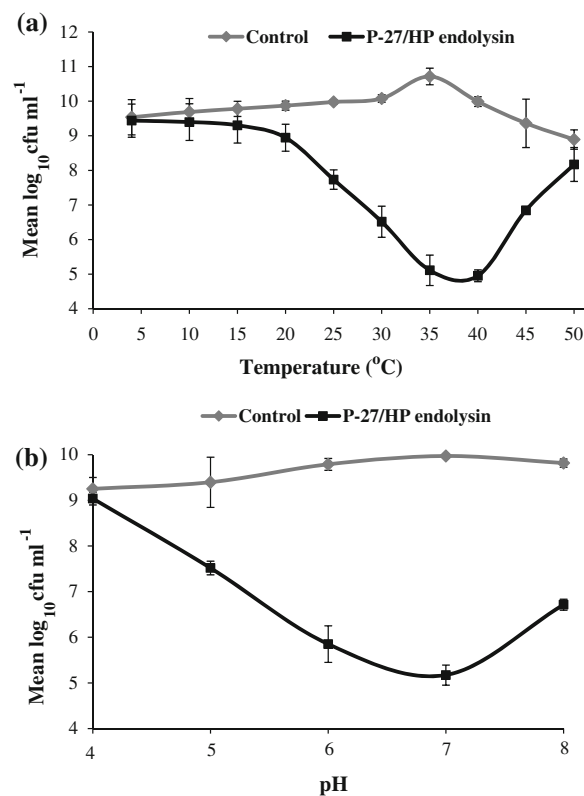 (a)
Control P-27/HP endolysin
12
11
10
9
8
7
6
5
4
Mean log10 cfu ml-1
0 5 10 15 20 25 30 35 40 45 50
Temperature (oC)
Control P-27/HP endolysin
(b)
10
9
8
7
6
5
4
Mean log10 cfu ml-1
4 5 6 7 8
pH